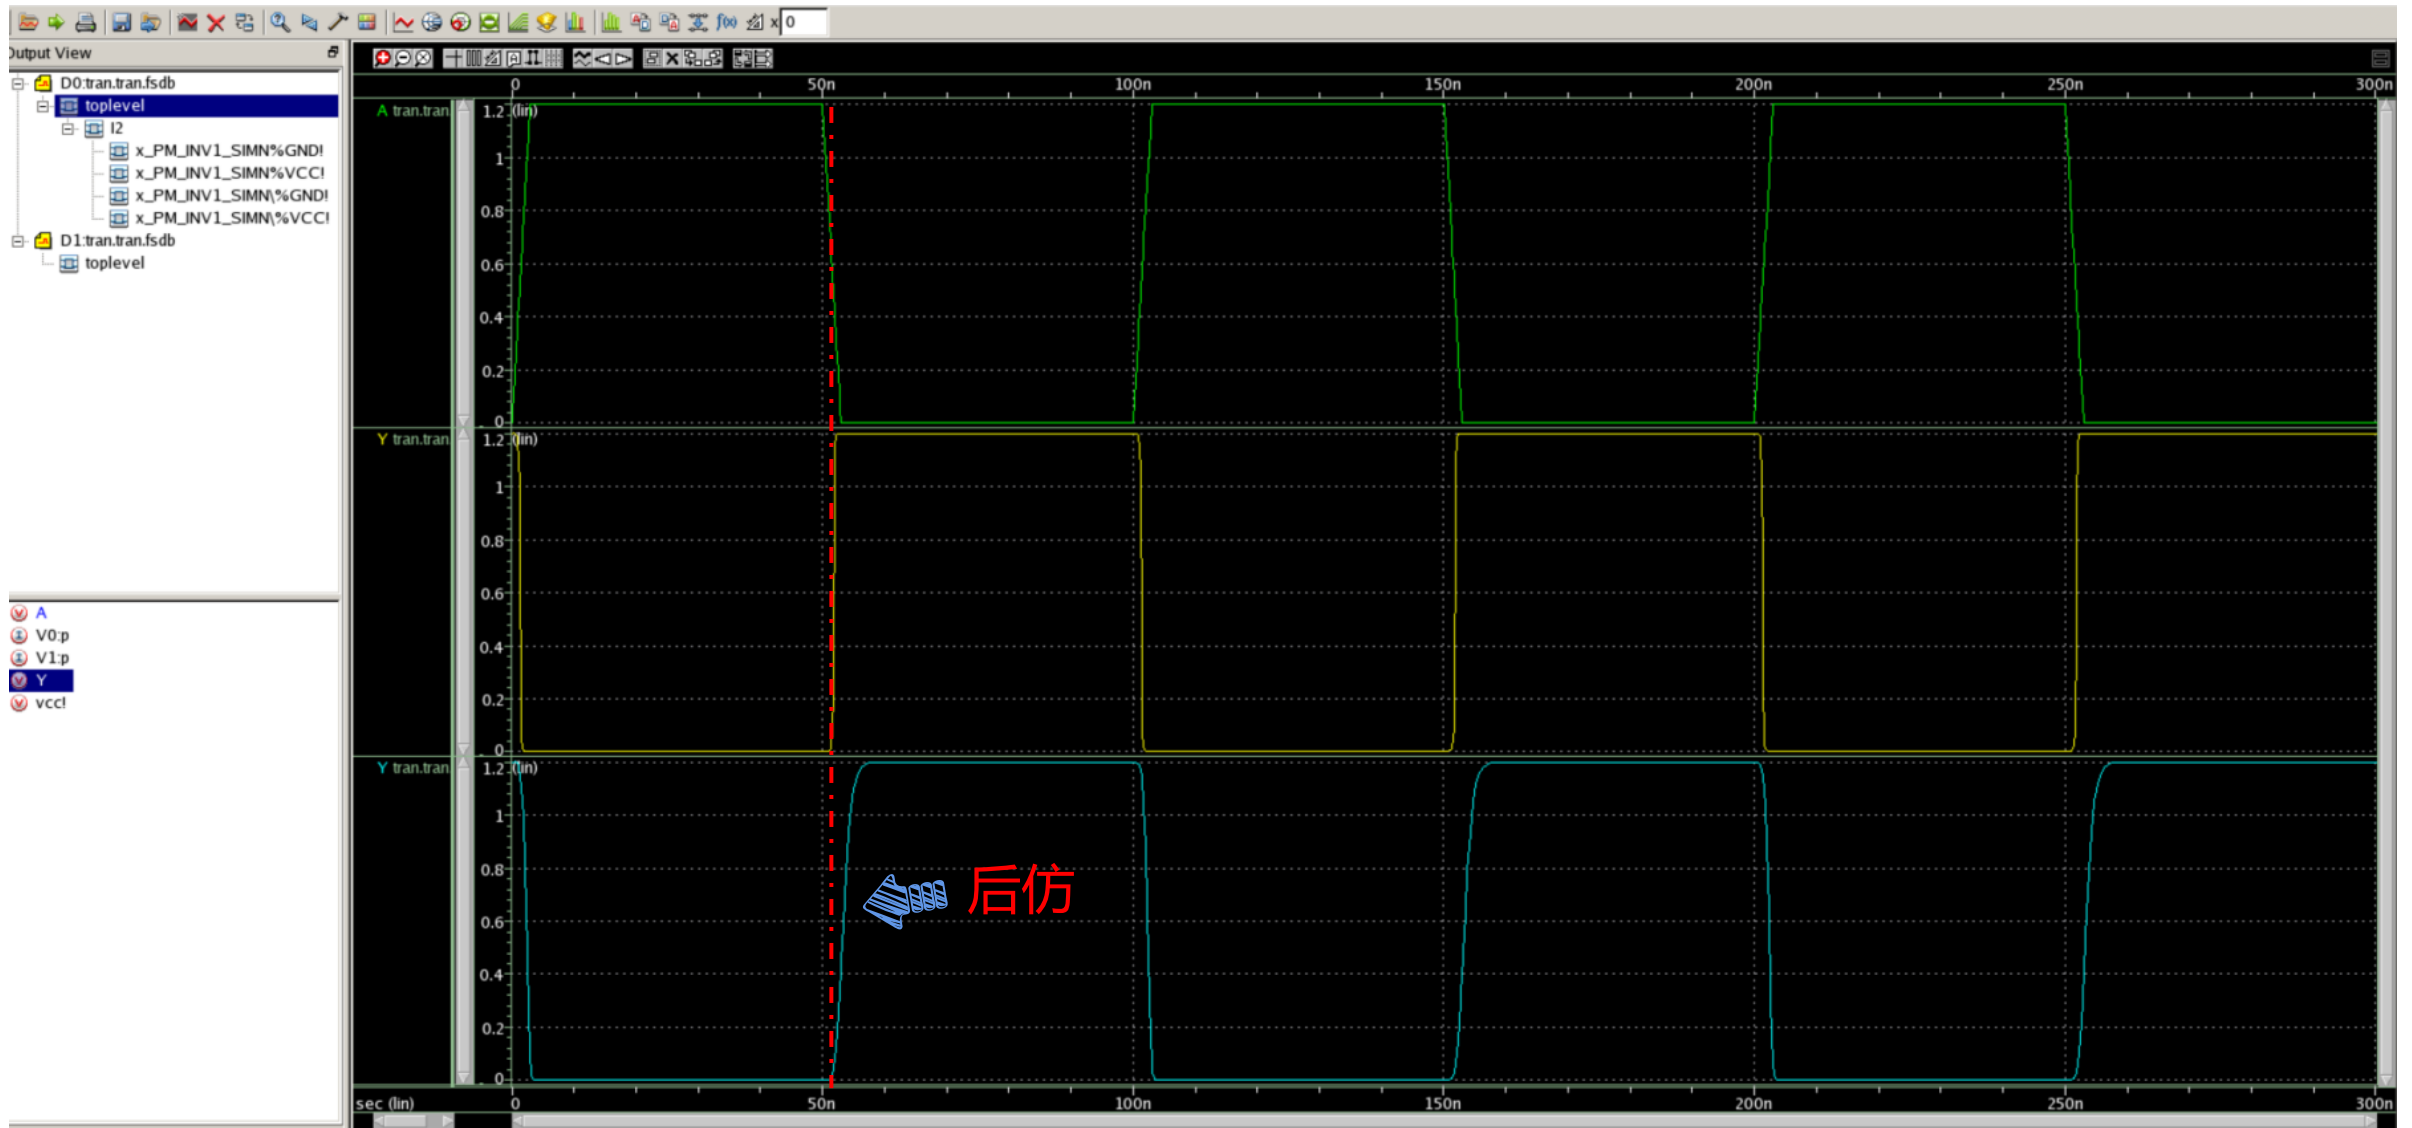 x 0
Output View
D0:tran.tran.fsdb
toplevel
I2
x_PM_INV1_SIMN%GND!
x_PM_INV1_SIMN%VCC!
x_PM_INV1_SIMN\%GND!
x_PM_INV1_SIMN\%VCC!
D1:tran.tran.fsdb
toplevel
A
V0:p
V1:p
Y
vcc!
0 50n 100n 150n 200n 250n 300n
A tran.tran
1.2 (lin)
1
0.8
0.6
0.4
0.2
0
Y tran.tran
1.2 (lin)
1
0.8
0.6
0.4
0.2
0
Y tran.tran
1.2 (lin)
1
0.8
后仿
0.6
0.4
0.2
0
sec (lin) 0 50n 100n 150n 200n 250n 300n